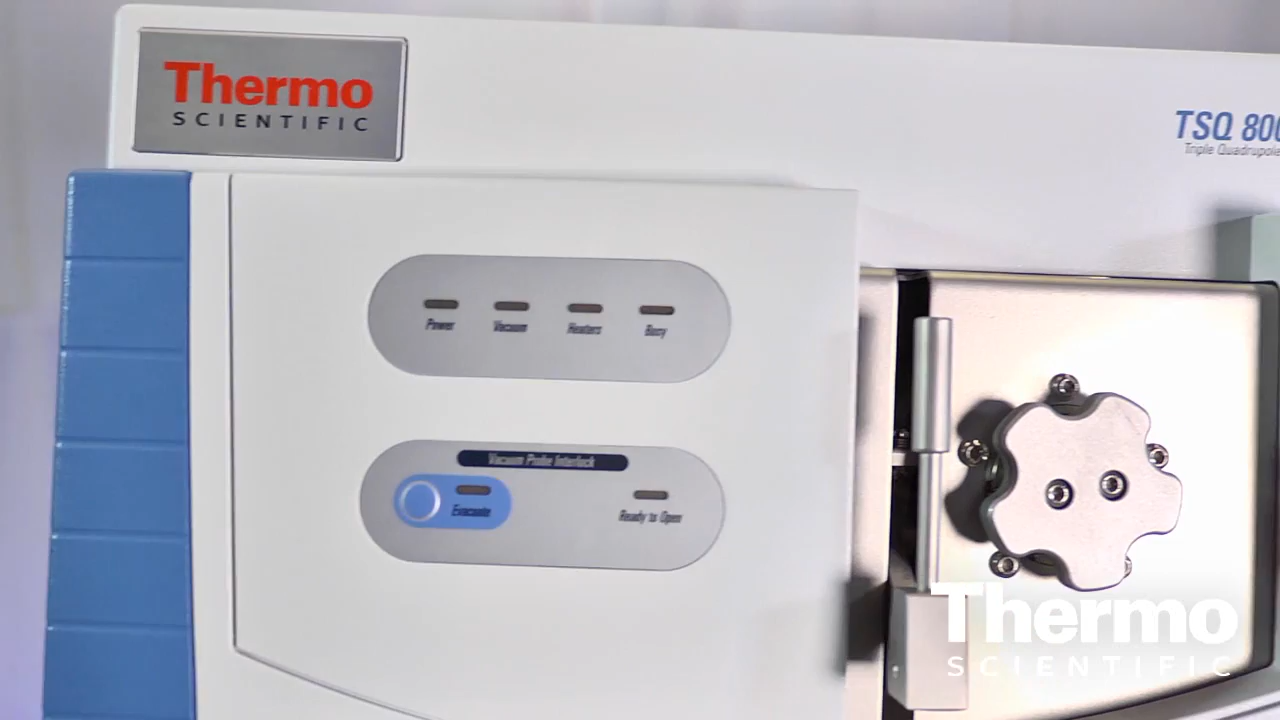 Thermo
SCIENTIFIC
TSQ 800
Triple Quadrupole
Power
Vacuum
Heaters
Busy
Vacuum Probe Interlock
Evacuate
Ready to Open
Thermo
SCIENTIFIC